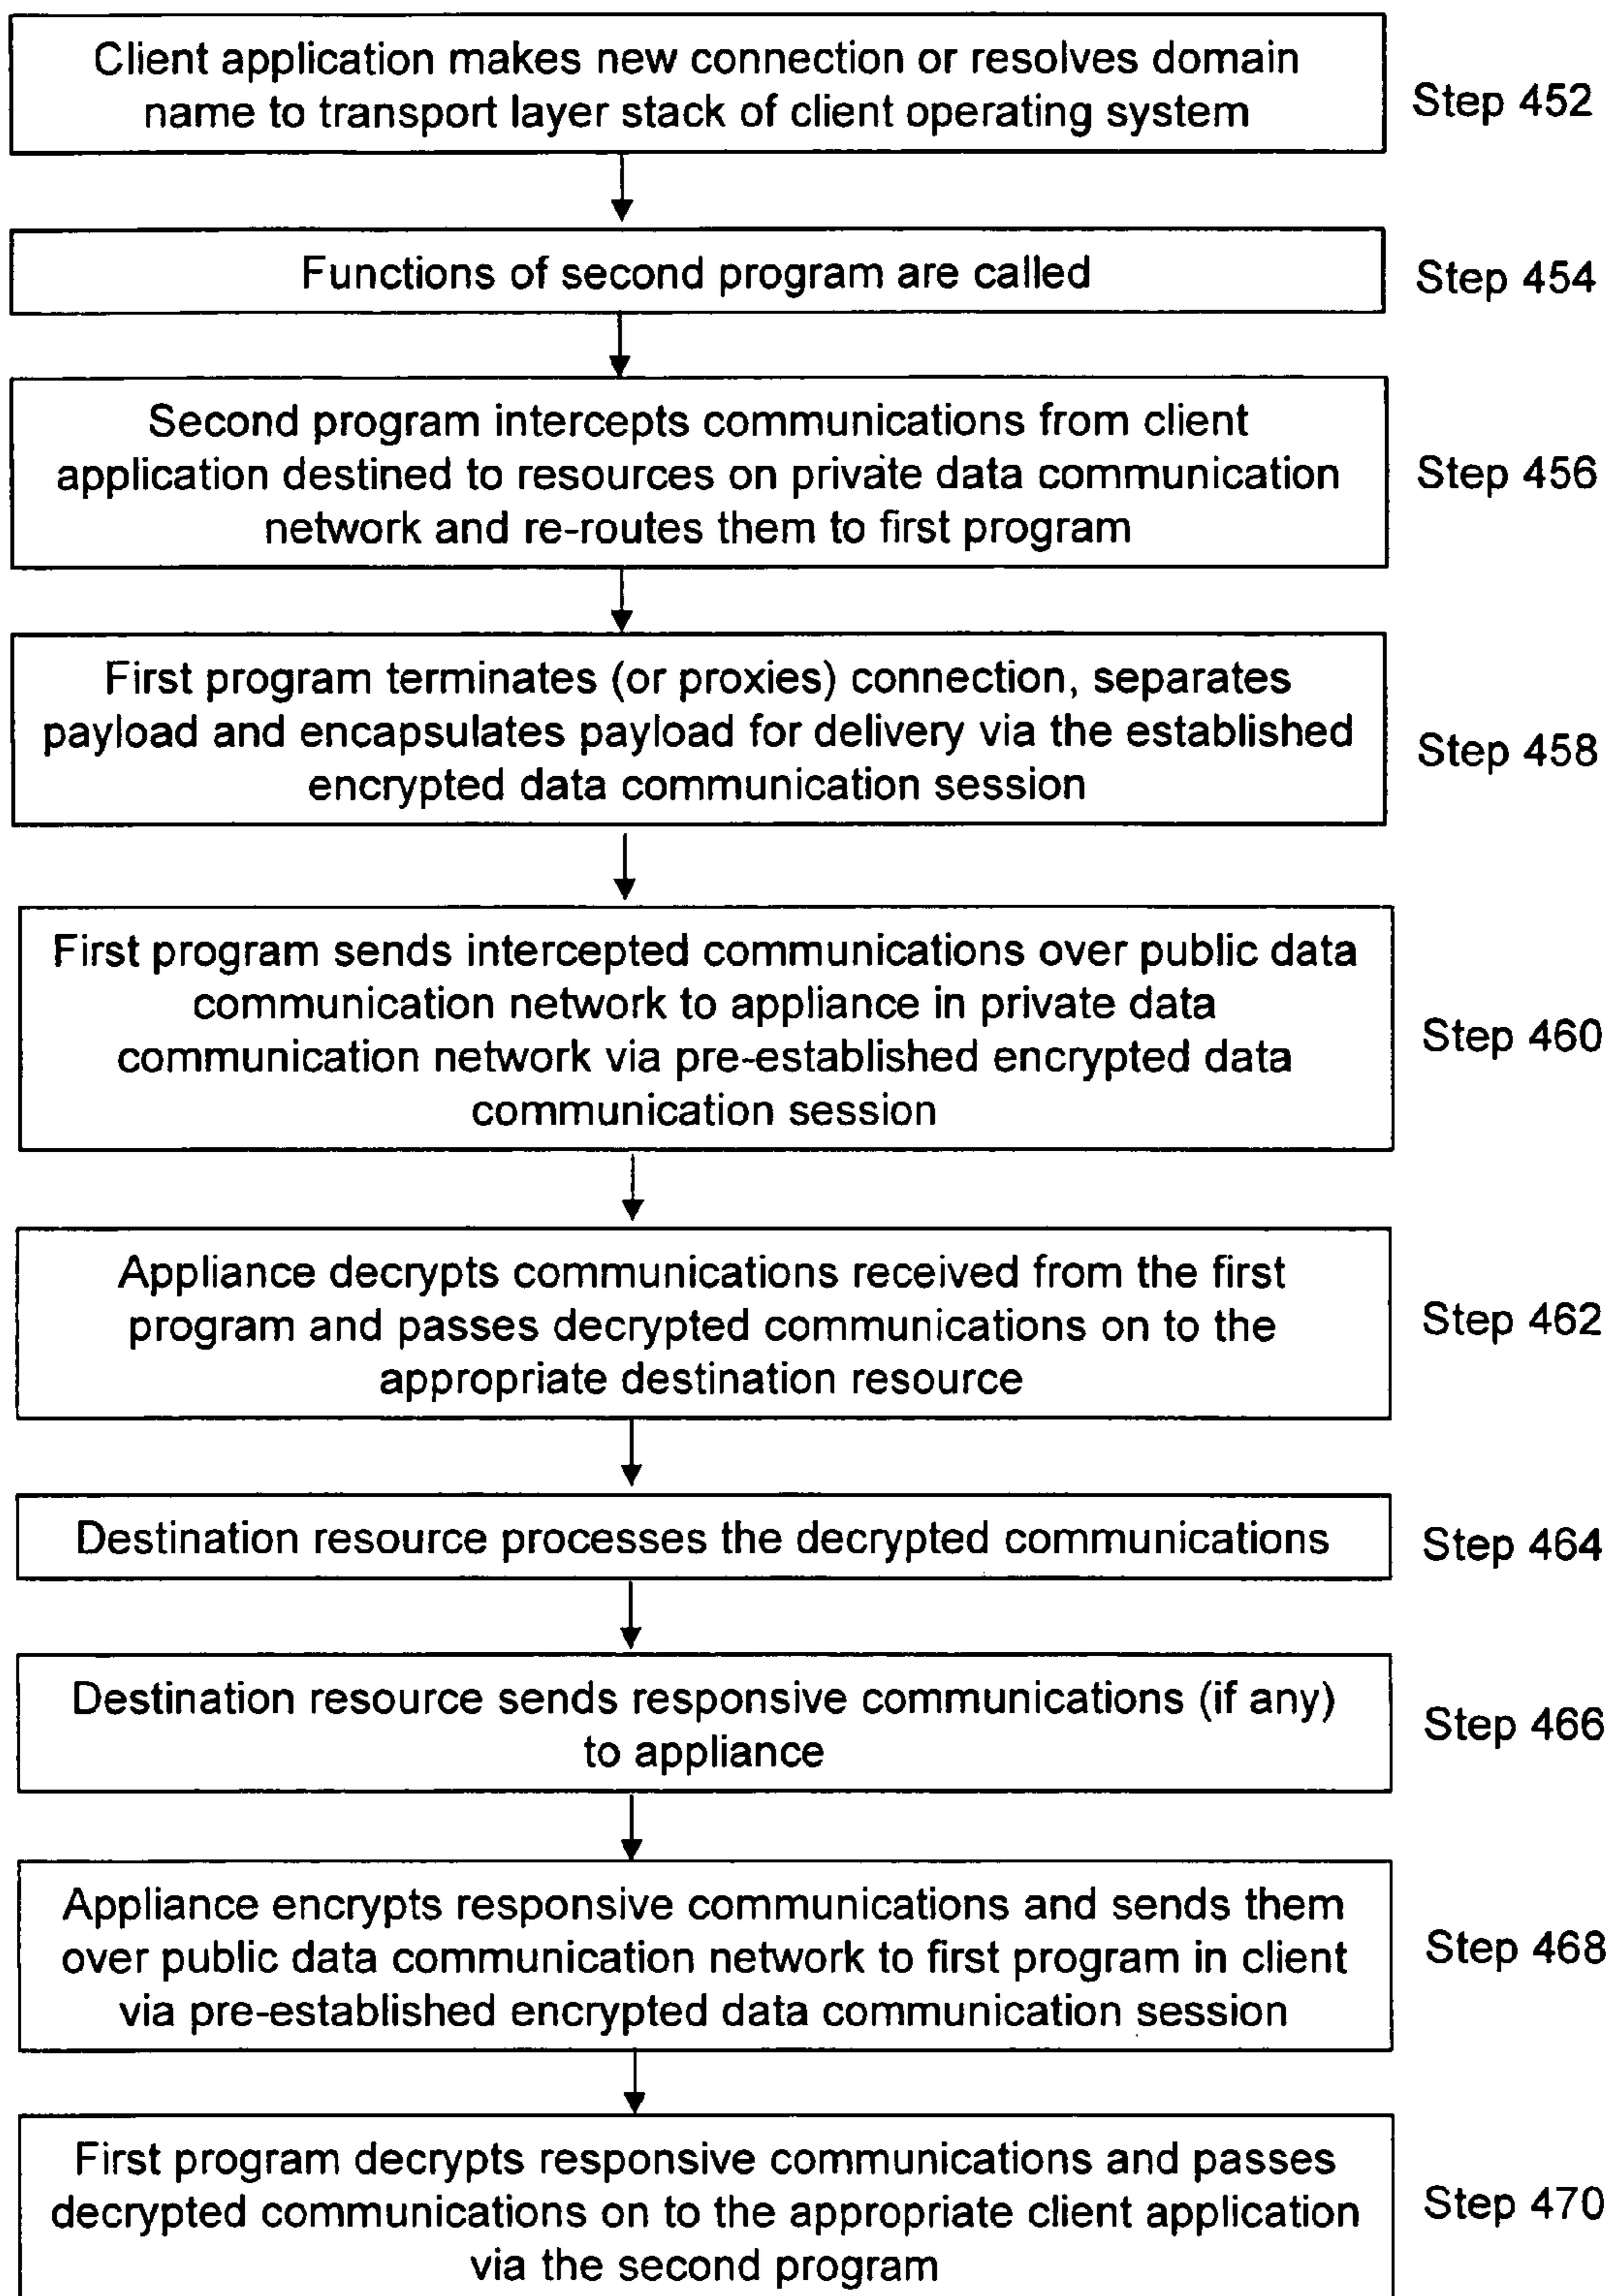 Client application makes new connection or resolves domain
name to transport layer stack of client operating system
Step 452
Functions of second program are called
Step 454
Second program intercepts communications from client
application destined to resources on private data communication
network and re-routes them to first program
Step 456
First program terminates (or proxies) connection, separates
payload and encapsulates payload for delivery via the established
encrypted data communication session
Step 458
First program sends intercepted communications over public data
communication network to appliance in private data
communication network via pre-established encrypted data
communication session
Step 460
Appliance decrypts communications received from the first
program and passes decrypted communications on to the
appropriate destination resource
Step 462
Destination resource processes the decrypted communications
Step 464
Destination resource sends responsive communications (if any)
to appliance
Step 466
Appliance encrypts responsive communications and sends them
over public data communication network to first program in client
via pre-established encrypted data communication session
Step 468
First program decrypts responsive communications and passes
decrypted communications on to the appropriate client application
via the second program
Step 470